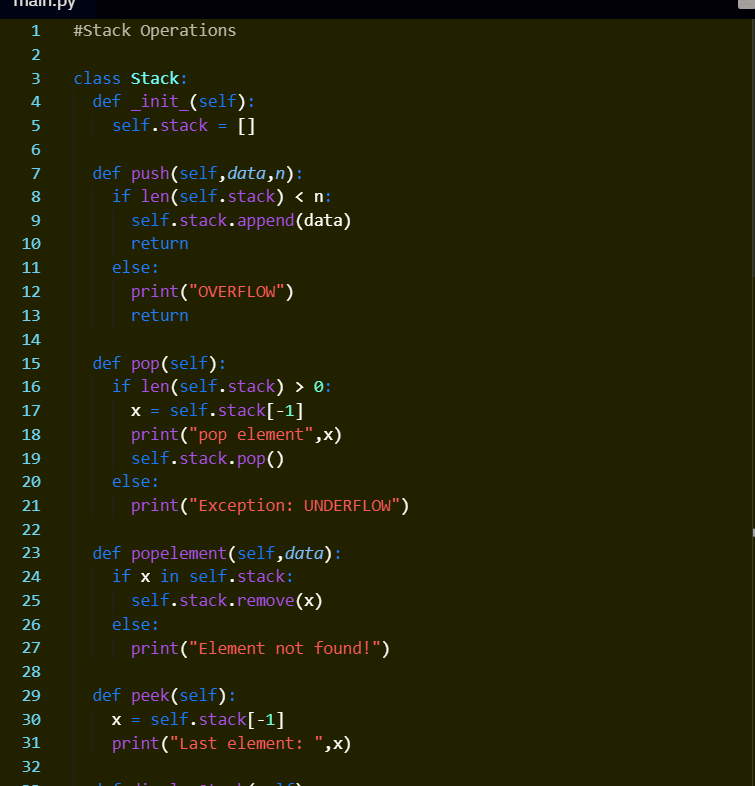 main.py
1 #Stack Operations
2
3 class Stack:
4 def _init_(self):
5 self.stack = []
6
7 def push(self,data,n):
8 if len(self.stack) < n:
9 self.stack.append(data)
10 return
11 else:
12 print("OVERFLOW")
13 return
14
15 def pop(self):
16 if len(self.stack) > 0:
17 x = self.stack[-1]
18 print("pop element",x)
19 self.stack.pop()
20 else:
21 print("Exception: UNDERFLOW")
22
23 def popelement(self,data):
24 if x in self.stack:
25 self.stack.remove(x)
26 else:
27 print("Element not found!")
28
29 def peek(self):
30 x = self.stack[-1]
31 print("Last element: ",x)
32